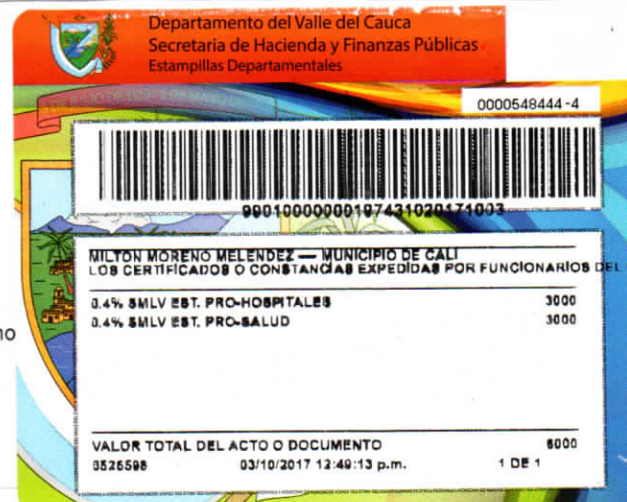 Departamento del Valle del Cauca
Secretaria de Hacienda y Finanzas Públicas
Estampillas Departamentales
0000548444-4
99010000000197431020171003
MILTON MORENO MELENDEZ — MUNICIPIO DE CALI
LOS CERTIFICADOS O CONSTANCIAS EXPEDIDAS POR FUNCIONARIOS DEL
0.4% SMLV EST. PRO-HOSPITALES 3000
0.4% SMLV EST. PRO-SALUD 3000
VALOR TOTAL DEL ACTO O DOCUMENTO 6000
0526598 03/10/2017 12:49:13 p.m. 1 DE 1